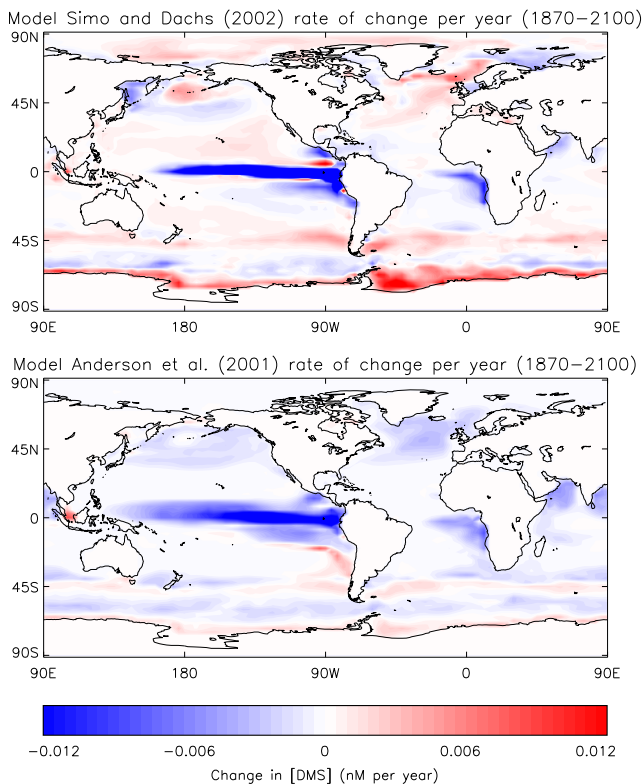 Model Simo and Dachs (2002) rate of change per year (1870−2100)
90N
45N
0
45S
90S
90E 180 90W 0 90E
Model Anderson et al. (2001) rate of change per year (1870−2100)
90N
45N
0
45S
90S
90E 180 90W 0 90E
−0.012 −0.006 0 0.006 0.012
Change in [DMS] (nM per year)